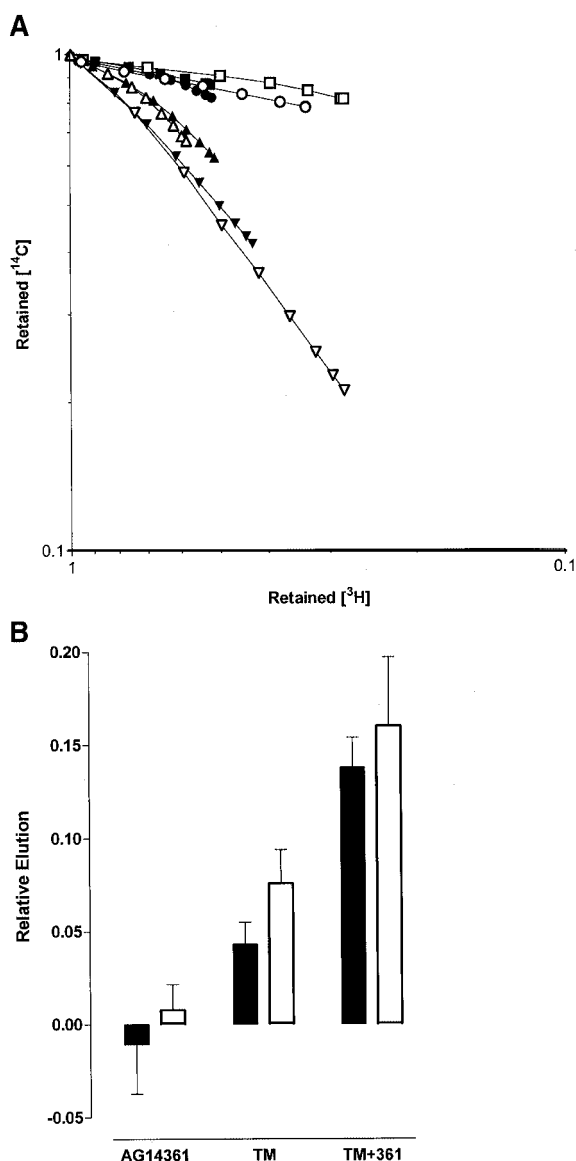 A
1
Retained [14C]
0.1
1
0.1
Retained [3H]
B
0.20
0.15
0.10
0.05
0.00
-0.05
Relative Elution
AG14361 TM TM+361